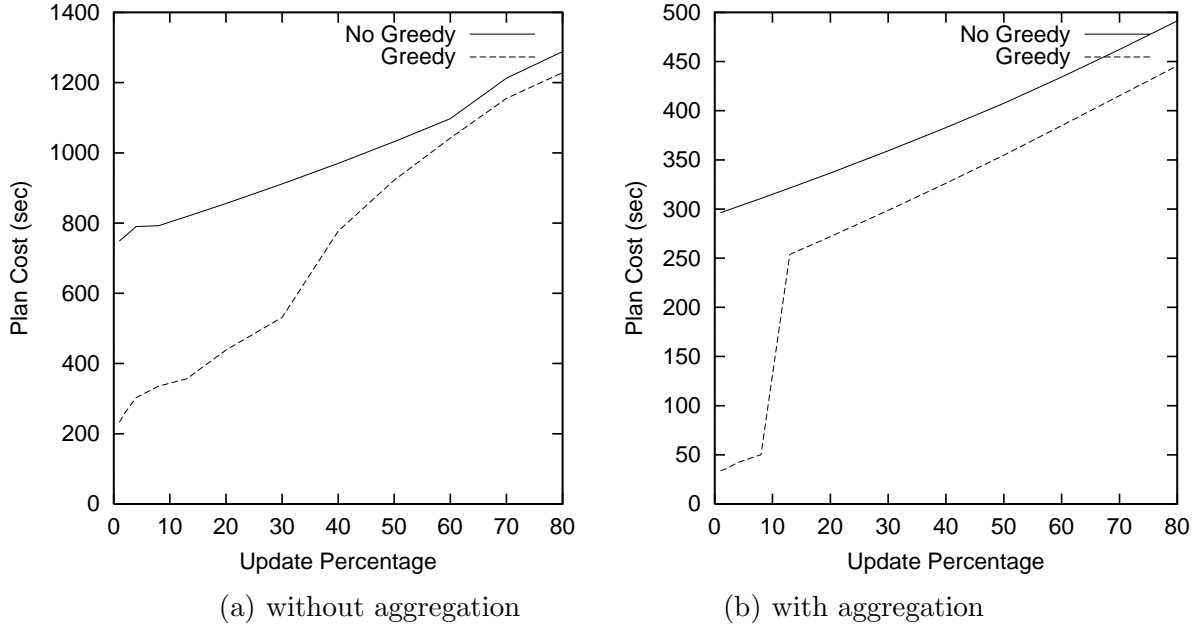 1400
1200
1000
800
600
400
200
0
Plan Cost (sec)
No Greedy
Greedy
0 10 20 30 40 50 60 70 80
Update Percentage
(a) without aggregation
500
450
400
350
300
250
200
150
100
50
0
Plan Cost (sec)
No Greedy
Greedy
0 10 20 30 40 50 60 70 80
Update Percentage
(b) with aggregation